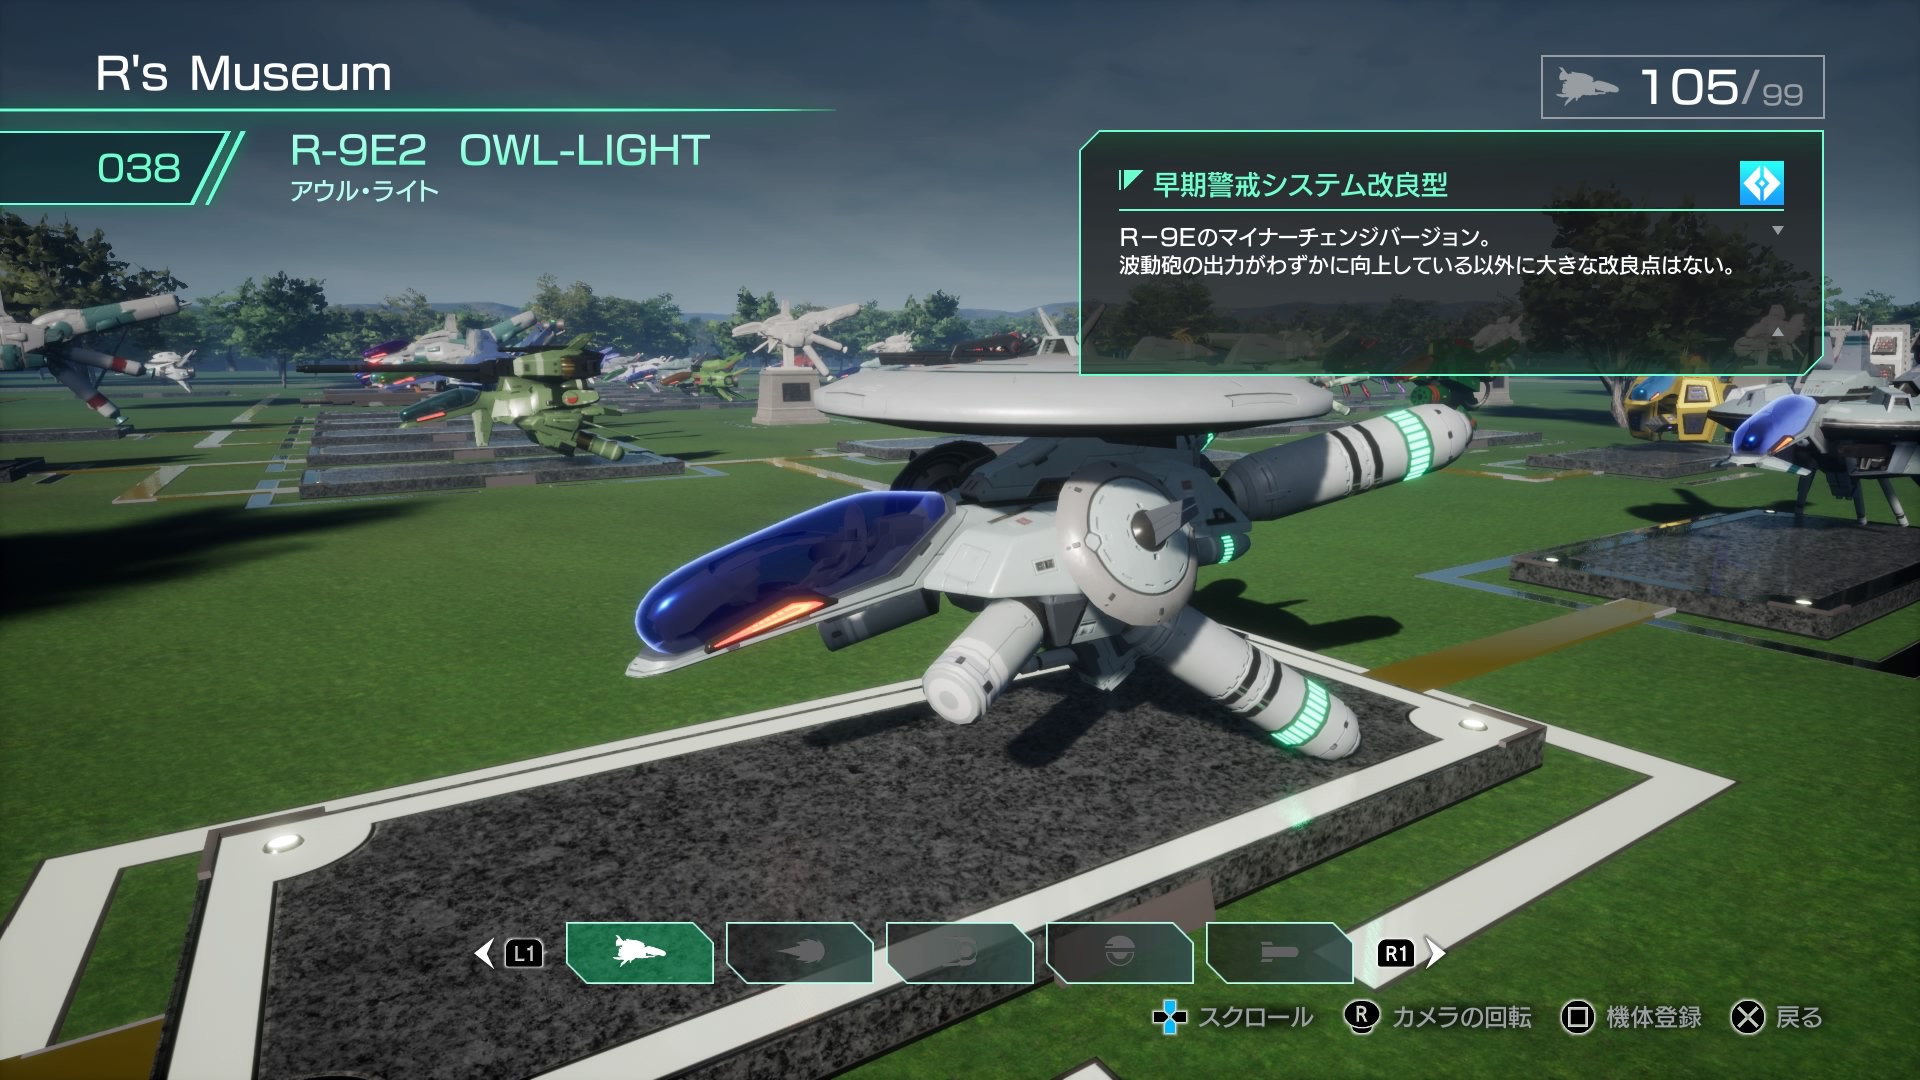 R's Museum
105/99
038
R-9E2 OWL-LIGHT
アウル・ライト
早期警戒システム改良型
R−9Eのマイナーチェンジバージョン。
波動砲の出力がわずかに向上している以外に大きな改良点はない。
L1
R1
スクロール
R カメラの回転
機体登録
戻る